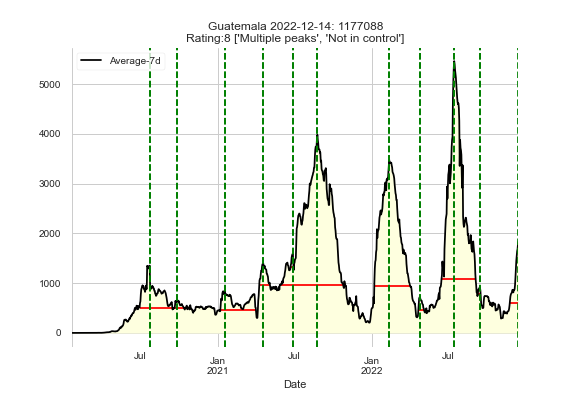 Guatemala 2022-12-14: 1177088
Rating:8 ['Multiple peaks', 'Not in control']
Average-7d
5000
4000
3000
2000
1000
0
Jul
Jan
2021
Jul
Jan
2022
Jul
Date